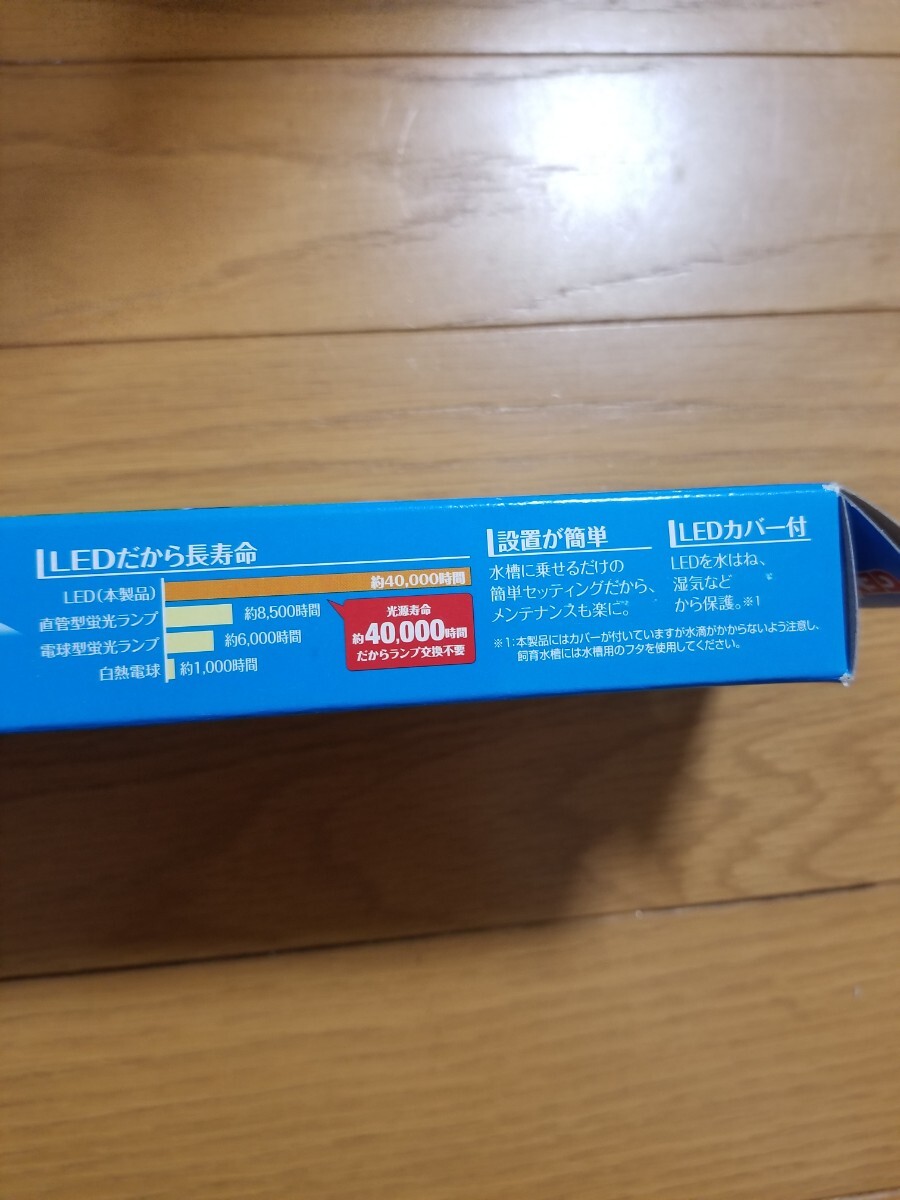 LEDだから長寿命
LED(本製品)
約40,000時間
直管型蛍光ランプ
約8,500時間
電球型蛍光ランプ
約6,000時間
白熱電球
約1,000時間
光源寿命
約40,000時間
だからランプ交換不要
設置が簡単
水槽に乗せるだけの
簡単セッティングだから、
メンテナンスも楽に。
LEDカバー付
LEDを水はね、
湿気など
から保護。※1
※1:本製品にはカバーが付いていますが水滴がかからないよう注意し、
飼育水槽には水槽用のフタを使用してください。